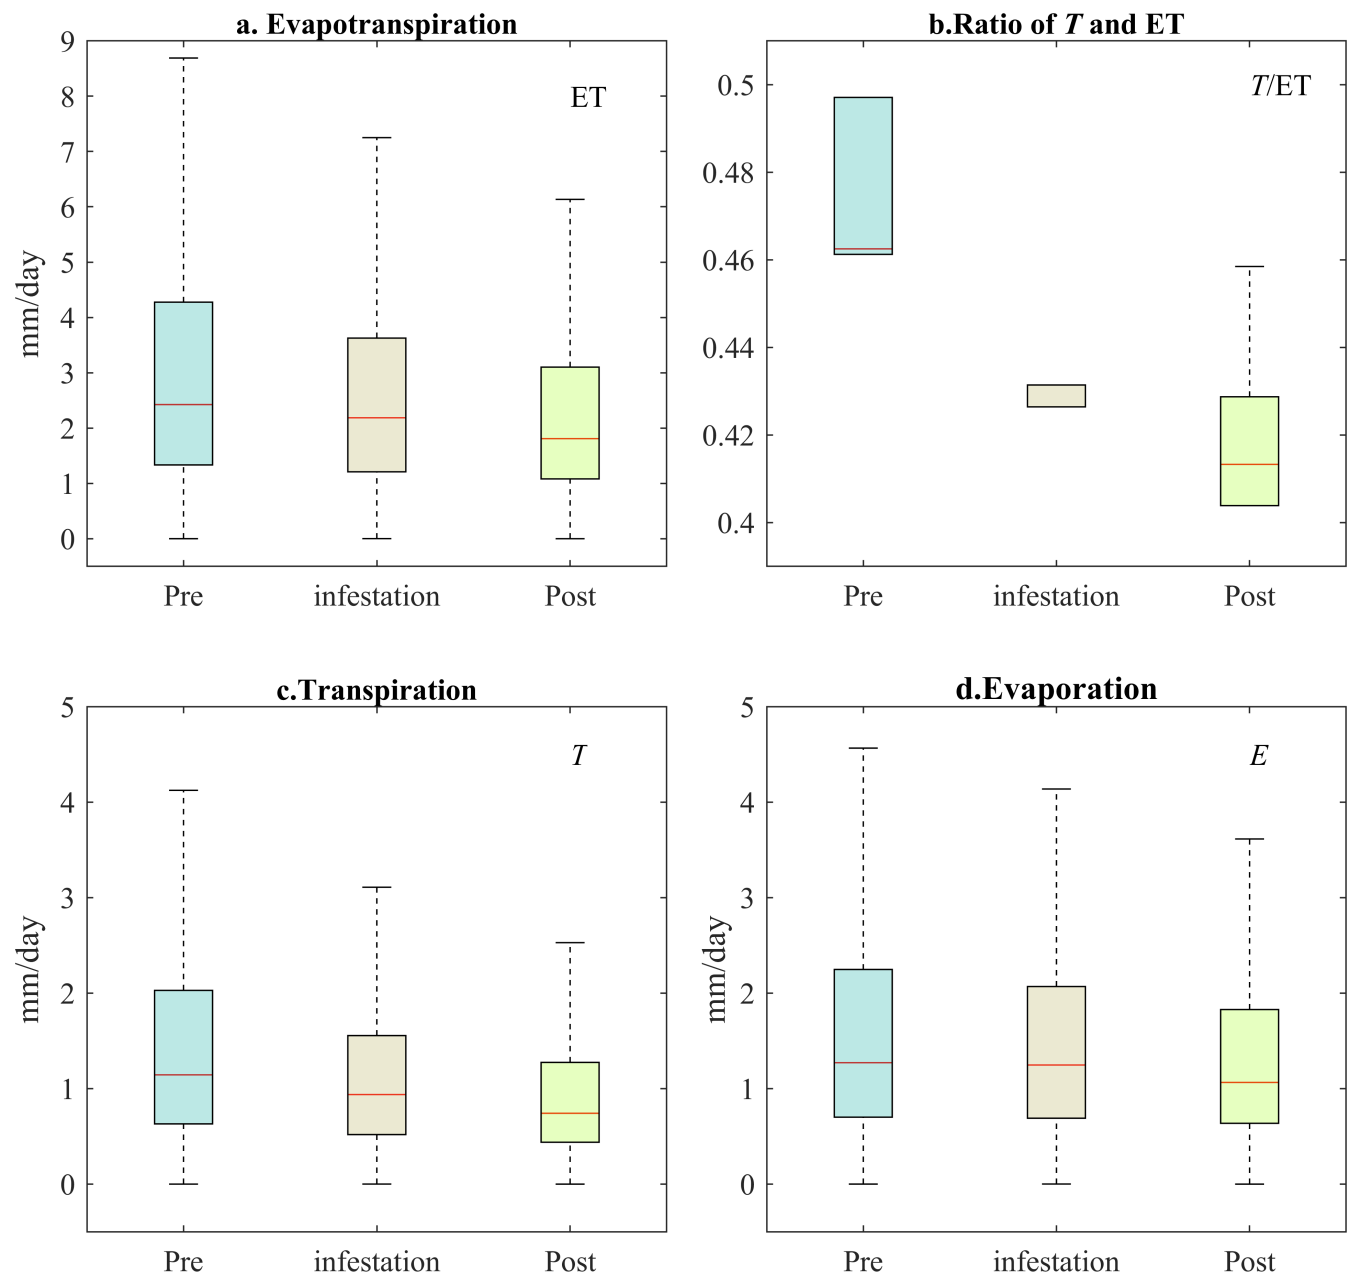 a. Evapotranspiration
9
8
7
6
5
4
3
2
1
0
mm/day
ET
Pre
infestation
Post
b.Ratio of T and ET
0.5
0.48
0.46
0.44
0.42
0.4
T/ET
Pre
infestation
Post
c.Transpiration
5
4
3
2
1
0
mm/day
T
Pre
infestation
Post
d.Evaporation
5
4
3
2
1
0
mm/day
E
Pre
infestation
Post